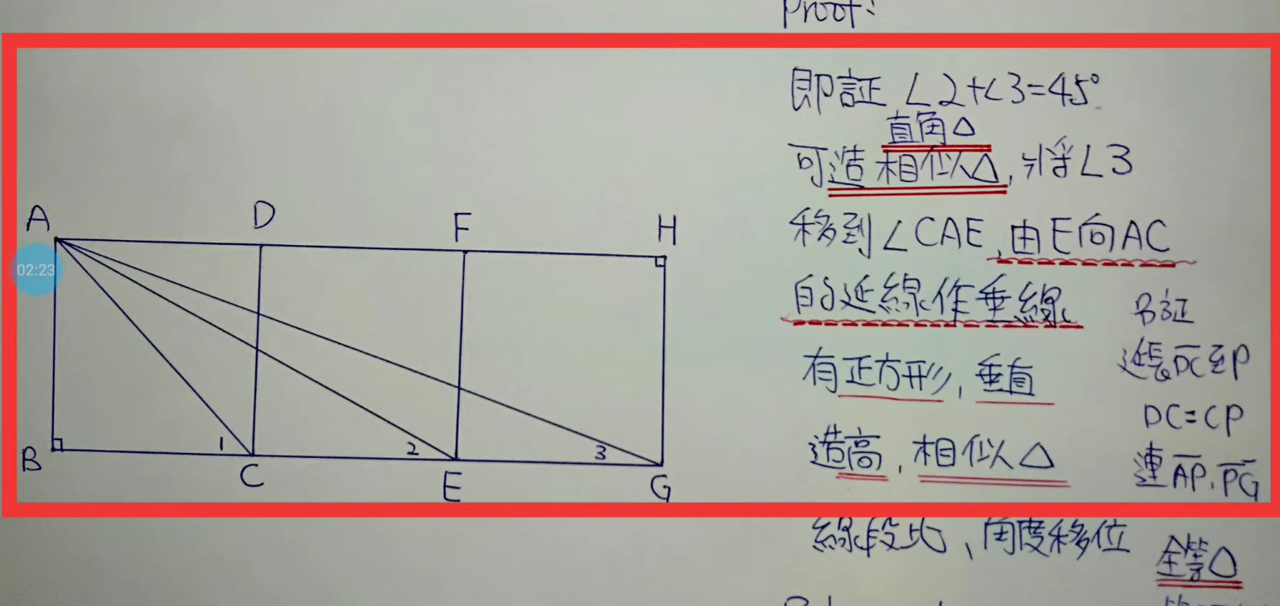 Proof:
即証 ∠2+∠3=45°
直角△
可造相似△,將∠3
移到∠CAE,由E向AC
的延線作垂線
有正方形,垂直
造高,相似△
線段比、角度移位
B証
延長DC至P
DC=CP
連AP,PG
全等△
A
D
F
H
02:23
B
1
C
2
E
3
G